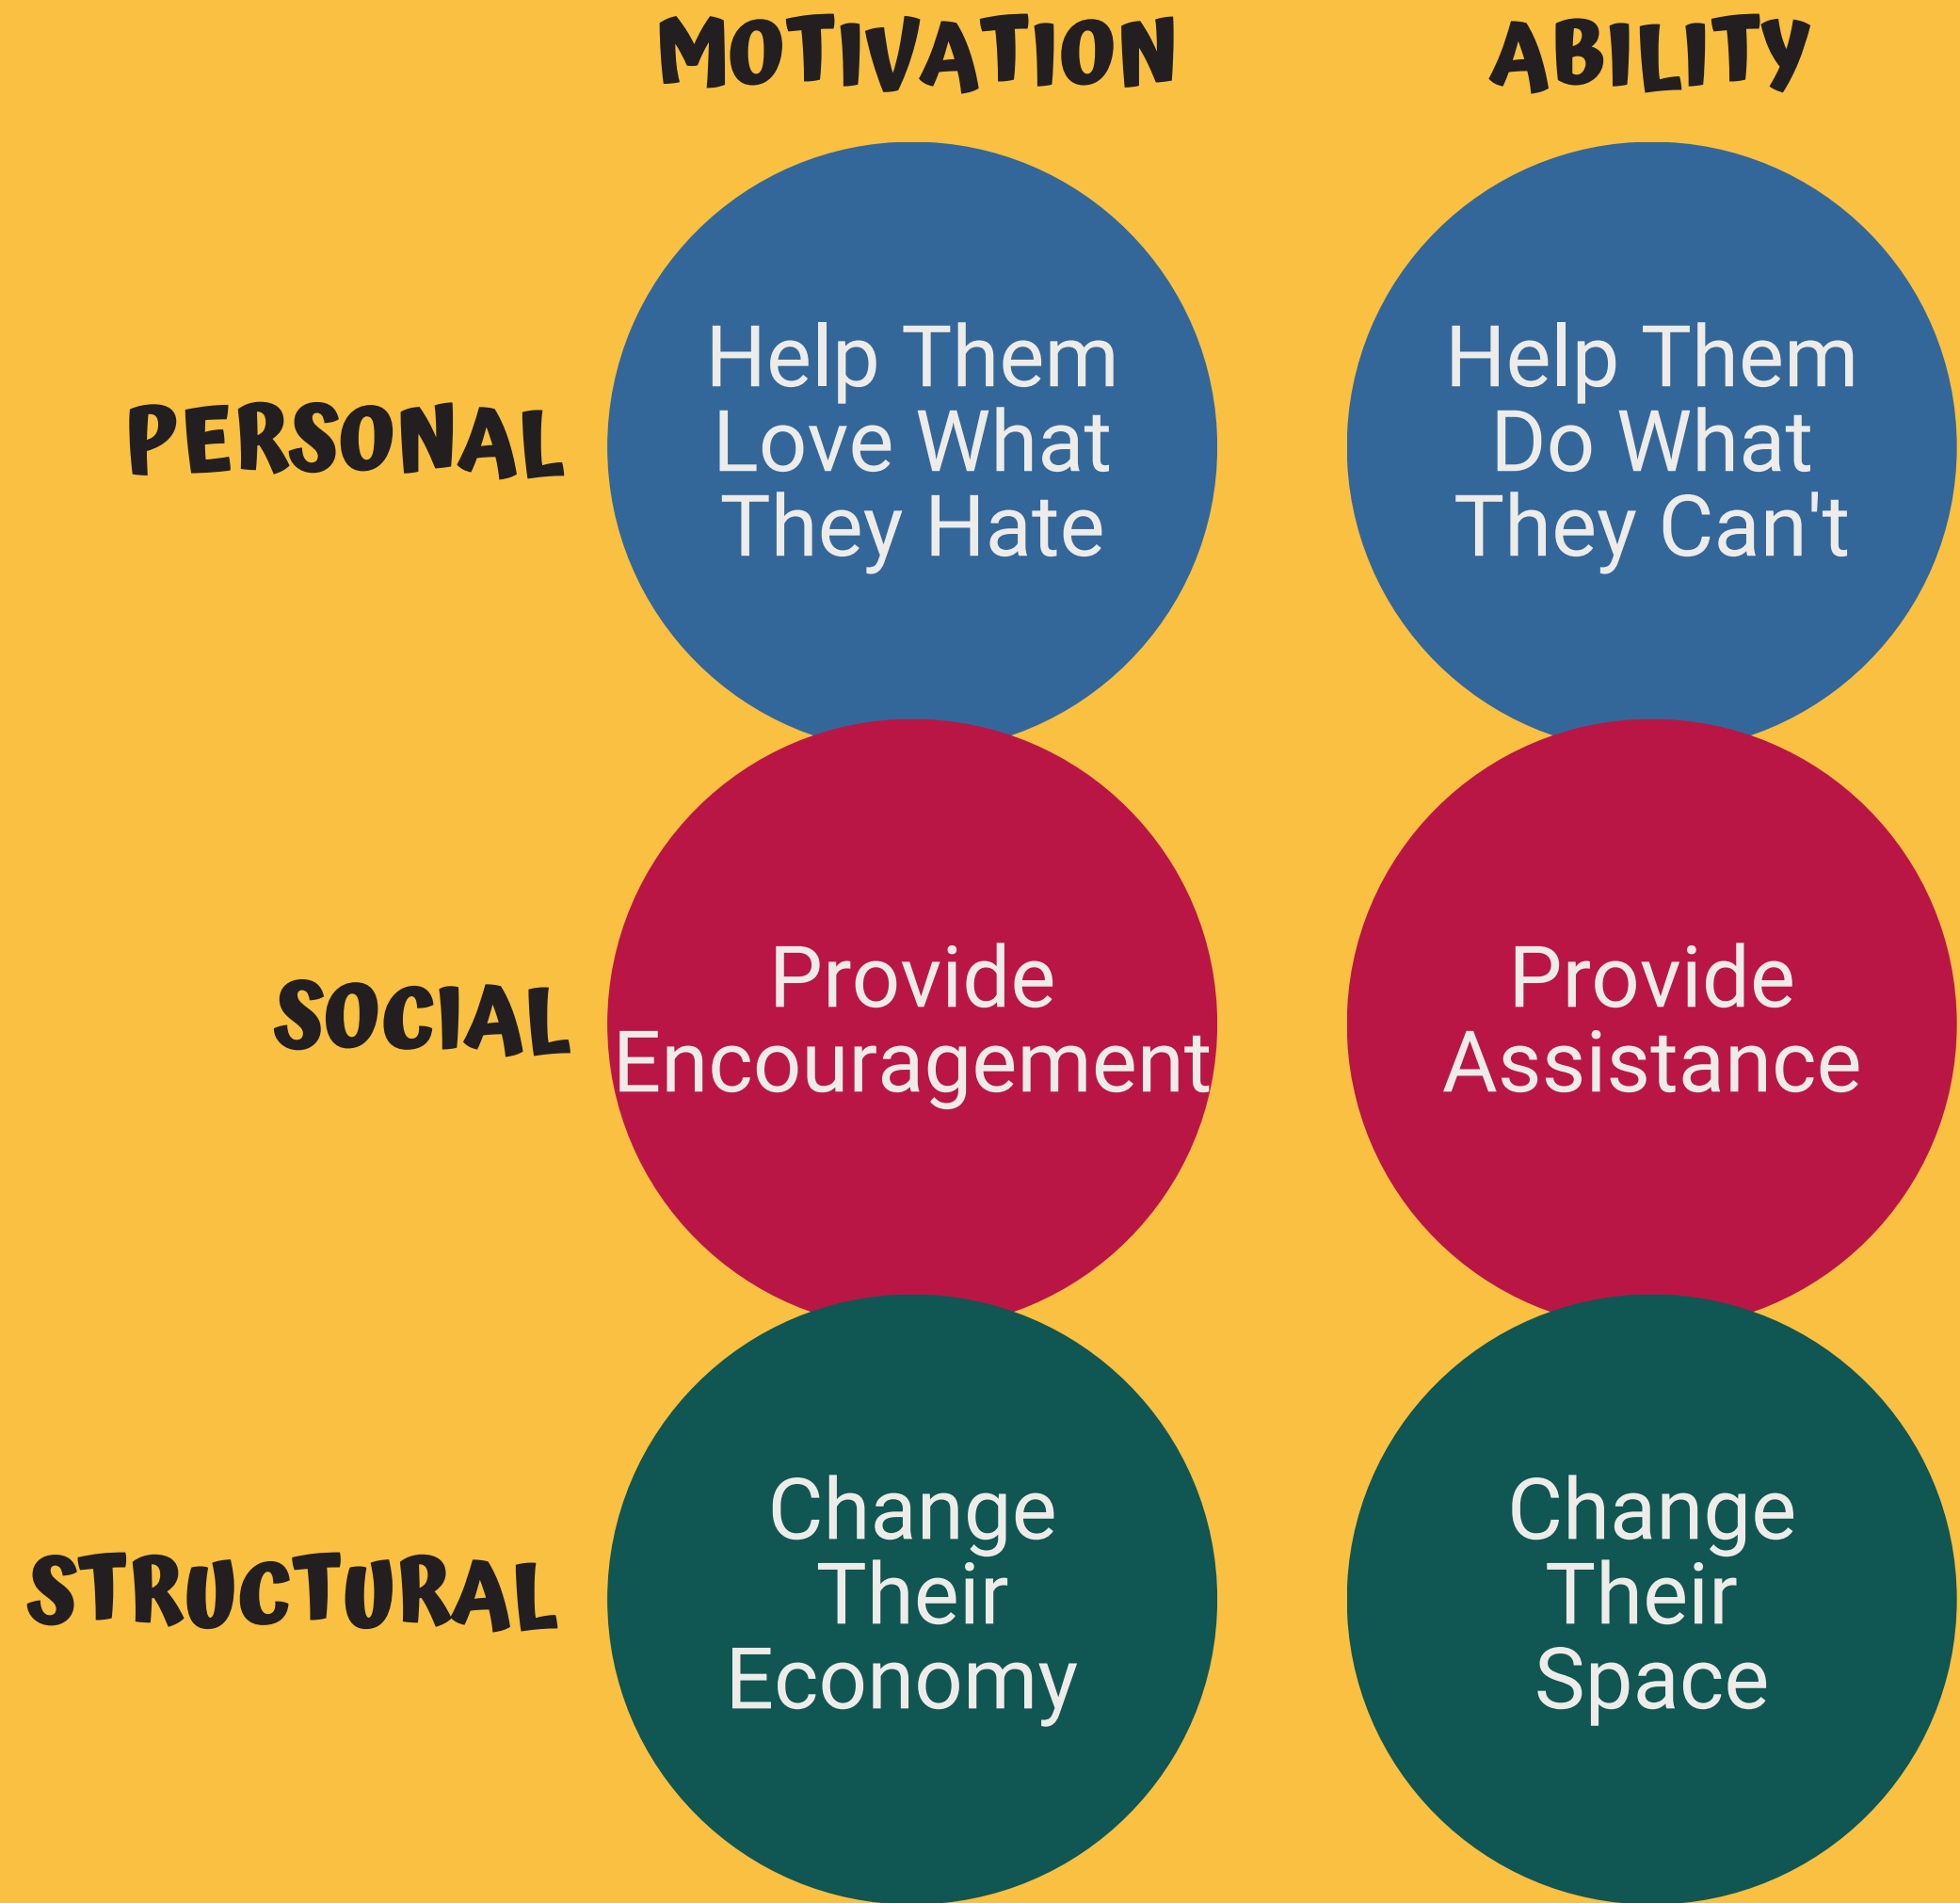 MOTIVATION
ABILITY
PERSONAL
Help Them
Love What
They Hate
Help Them
Do What
They Can't
SOCIAL
Provide
Encouragement
Provide
Assistance
STRUCTURAL
Change
Their
Economy
Change
Their
Space